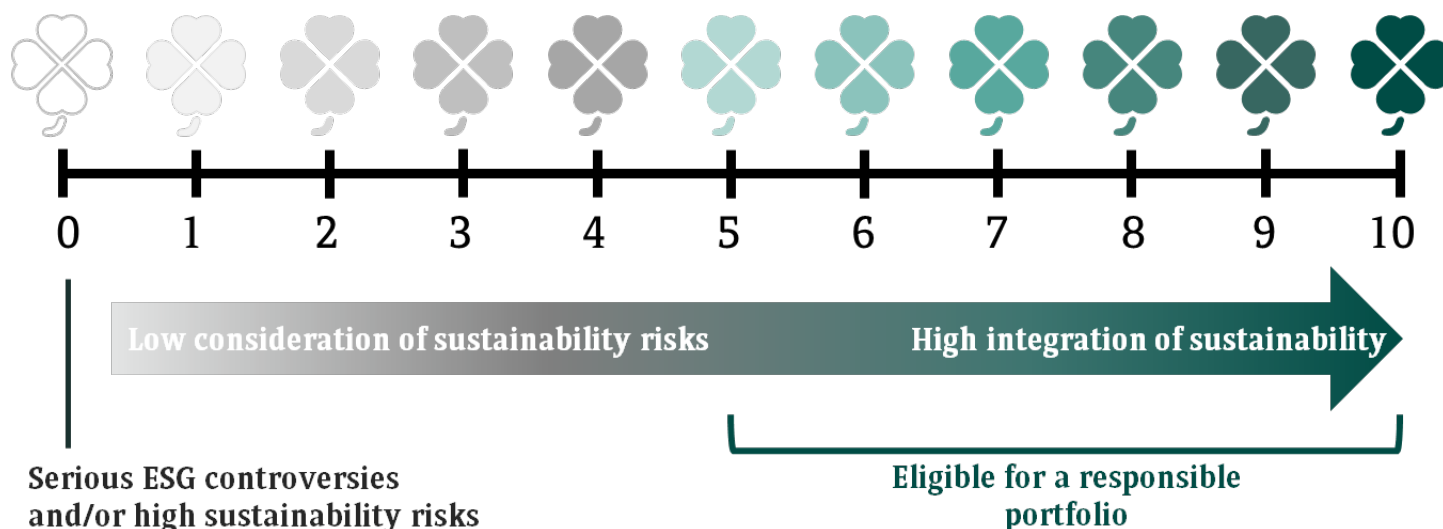 0 1 2 3 4 5 6 7 8 9 10
Low consideration of sustainability risks
High integration of sustainability
Serious ESG controversies
and/or high sustainability risks
Eligible for a responsible
portfolio